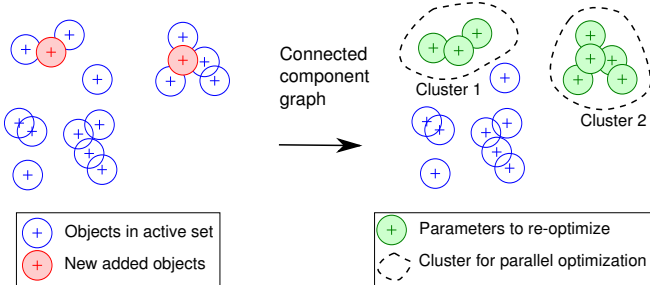 Connected
component
graph
Cluster 1
Cluster 2
Objects in active set
New added objects
Parameters to re-optimize
Cluster for parallel optimization